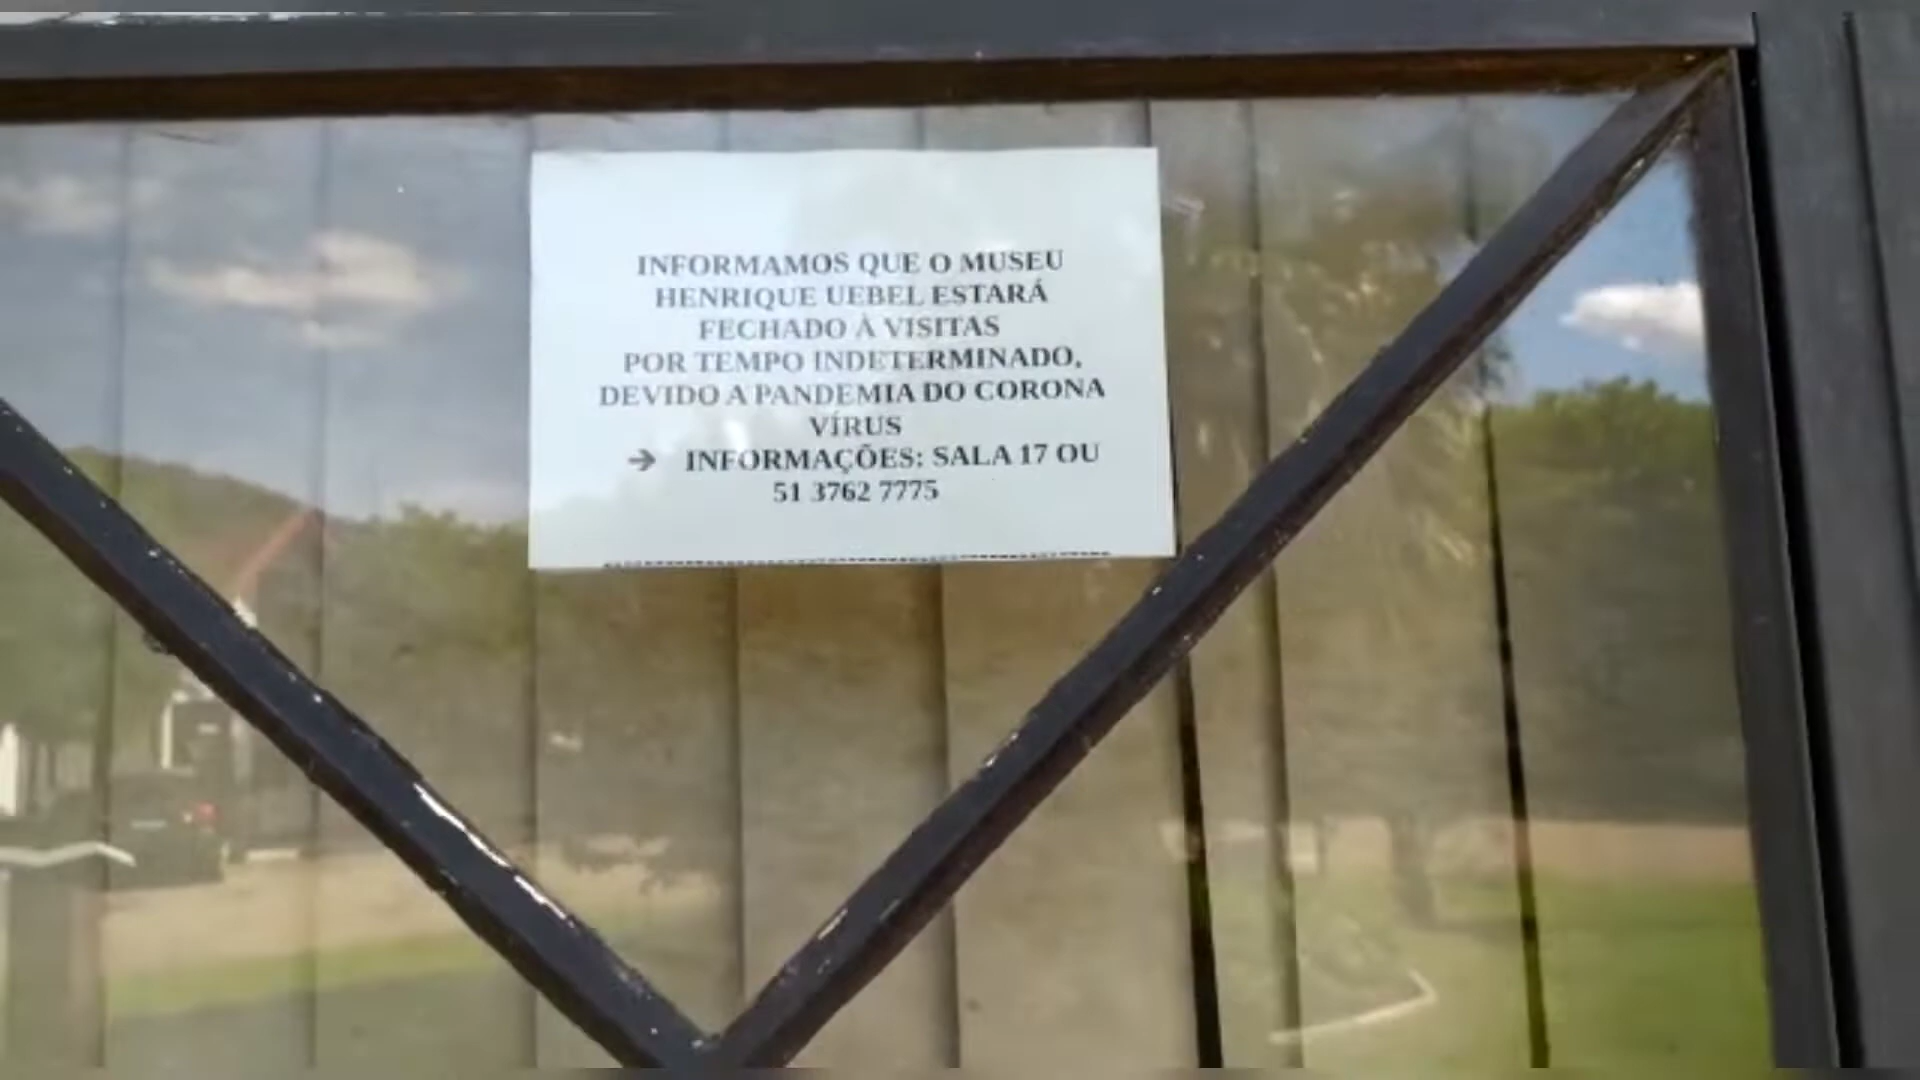 INFORMAMOS QUE O MUSEU
HENRIQUE UEBEL ESTARÁ
FECHADO À VISITAS
POR TEMPO INDETERMINADO,
DEVIDO A PANDEMIA DO CORONA
VÍRUS
➔ INFORMAÇÕES: SALA 17 OU
51 3762 7775